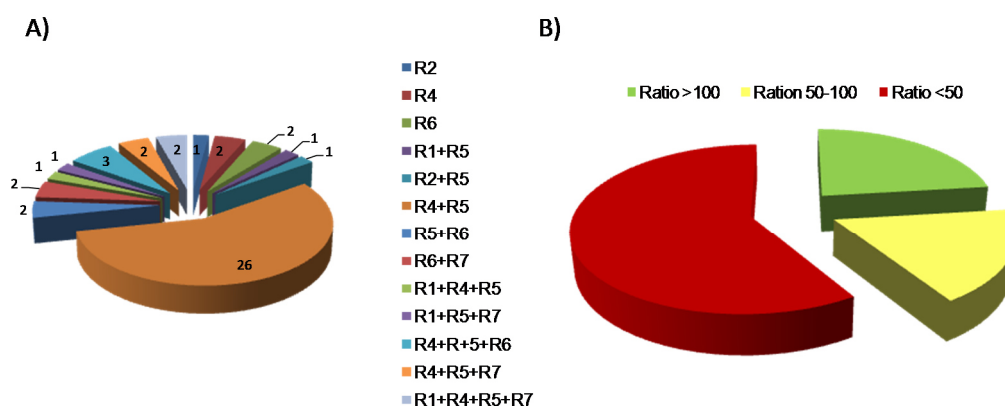 A)
B)
R2
R4
R6
R1+R5
R2+R5
R4+R5
R5+R6
R6+R7
R1+R4+R5
R1+R5+R7
R4+R+5+R6
R4+R5+R7
R1+R4+R5+R7
1
2
2
1
1
26
2
2
1
1
3
2
2
Ratio >100 Ration 50-100 Ratio <50